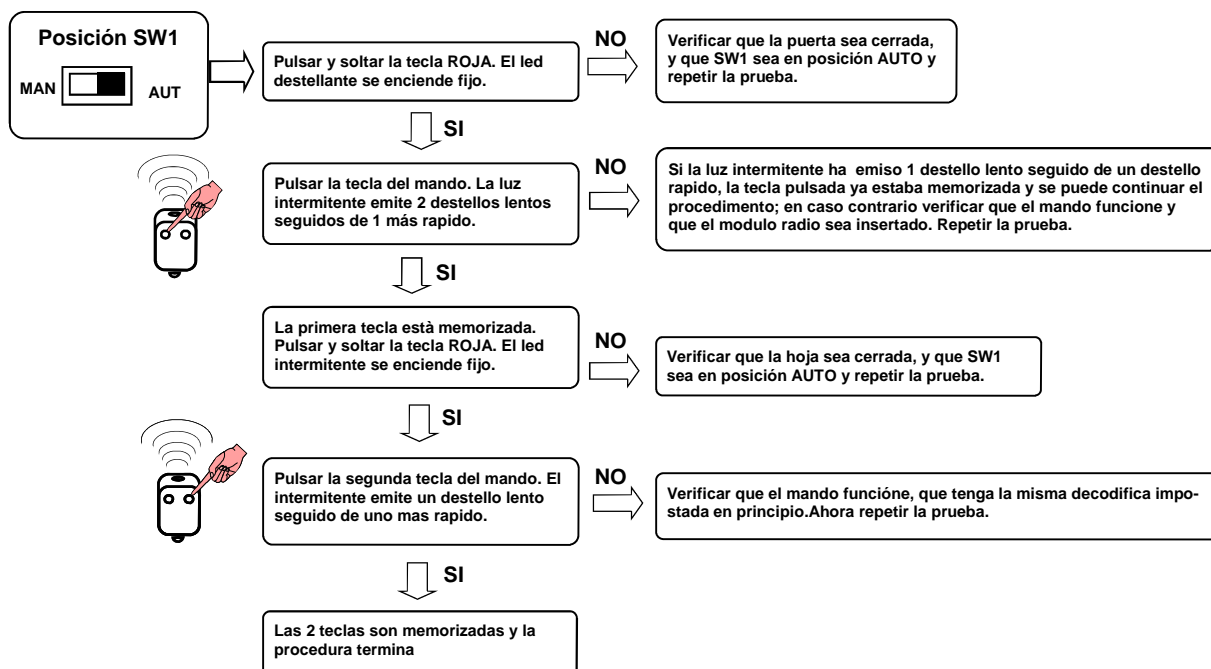 Posición SW1
MAN
AUT
Pulsar y soltar la tecla ROJA. El led
destellante se enciende fijo.
NO
Verificar que la puerta sea cerrada,
y que SW1 sea en posición AUTO y
repetir la prueba.
SI
Pulsar la tecla del mando. La luz
intermitente emite 2 destellos lentos
seguidos de 1 más rapido.
NO
Si la luz intermitente ha emiso 1 destello lento seguido de un destello
rapido, la tecla pulsada ya estaba memorizada y se puede continuar el
procedimento; en caso contrario verificar que el mando funcione y
que el modulo radio sea insertado. Repetir la prueba.
SI
La primera tecla està memorizada.
Pulsar y soltar la tecla ROJA. El led
intermitente se enciende fijo.
NO
Verificar que la hoja sea cerrada, y que SW1
sea en posición AUTO y repetir la prueba.
SI
Pulsar la segunda tecla del mando. El
intermitente emite un destello lento
seguido de uno mas rapido.
NO
Verificar que el mando funcióne, que tenga la misma decodifica impo-
stada en principio.Ahora repetir la prueba.
SI
Las 2 teclas son memorizadas y la
procedura termina